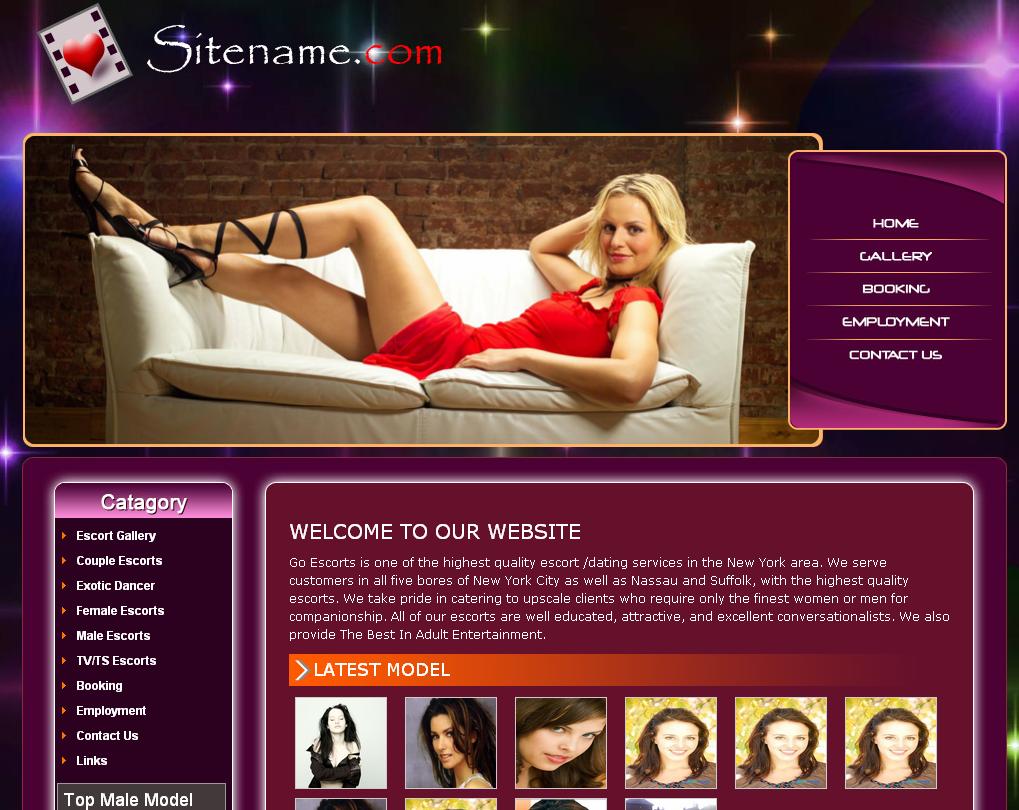 Sitename.com
HOME
GALLERY
BOOKING
EMPLOYMENT
CONTACT US
Catagory
Escort Gallery
Couple Escorts
Exotic Dancer
Female Escorts
Male Escorts
TV/TS Escorts
Booking
Employment
Contact Us
Links
Top Male Model
WELCOME TO OUR WEBSITE
Go Escorts is one of the highest quality escort /dating services in the New York area. We serve
customers in all five bores of New York City as well as Nassau and Suffolk, with the highest quality
escorts. We take pride in catering to upscale clients who require only the finest women or men for
companionship. All of our escorts are well educated, attractive, and excellent conversationalists. We also
provide The Best In Adult Entertainment.
LATEST MODEL